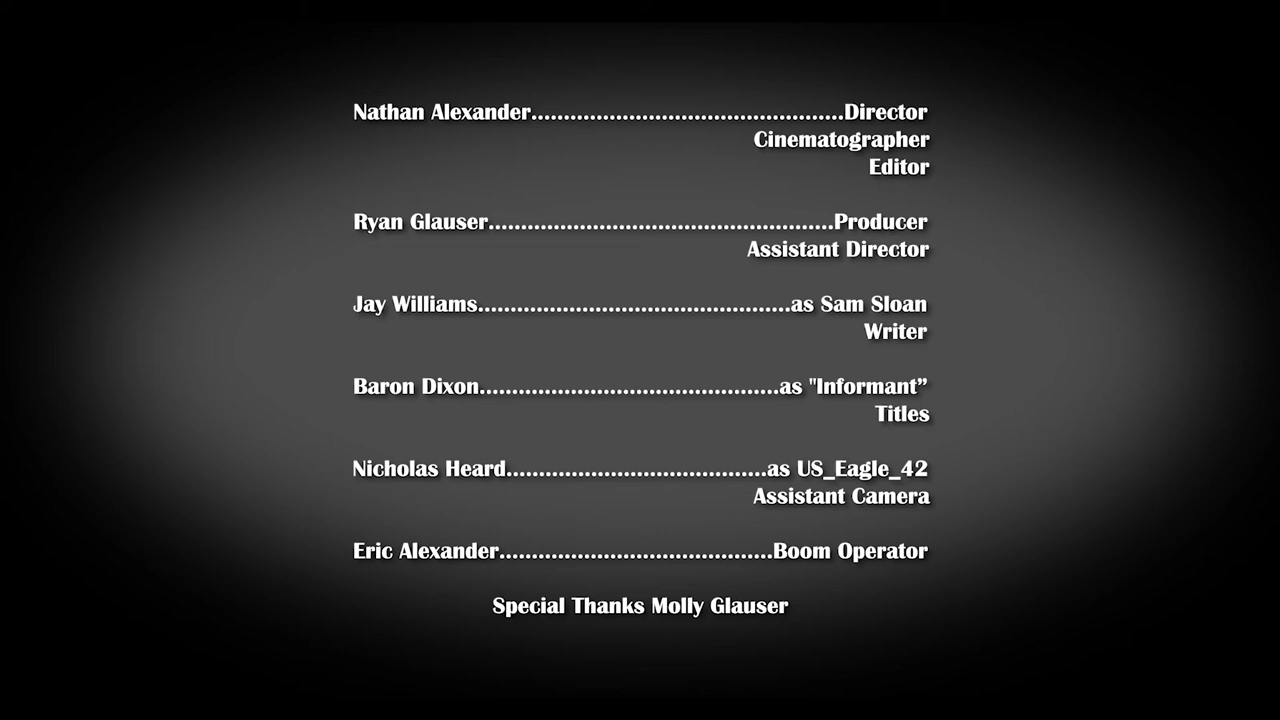 Nathan Alexander................................................Director
Cinematographer
Editor
Ryan Glauser.....................................................Producer
Assistant Director
Jay Williams................................................as Sam Sloan
Writer
Baron Dixon..............................................as "Informant”
Titles
Nicholas Heard........................................as US_Eagle_42
Assistant Camera
Eric Alexander..........................................Boom Operator
Special Thanks Molly Glauser